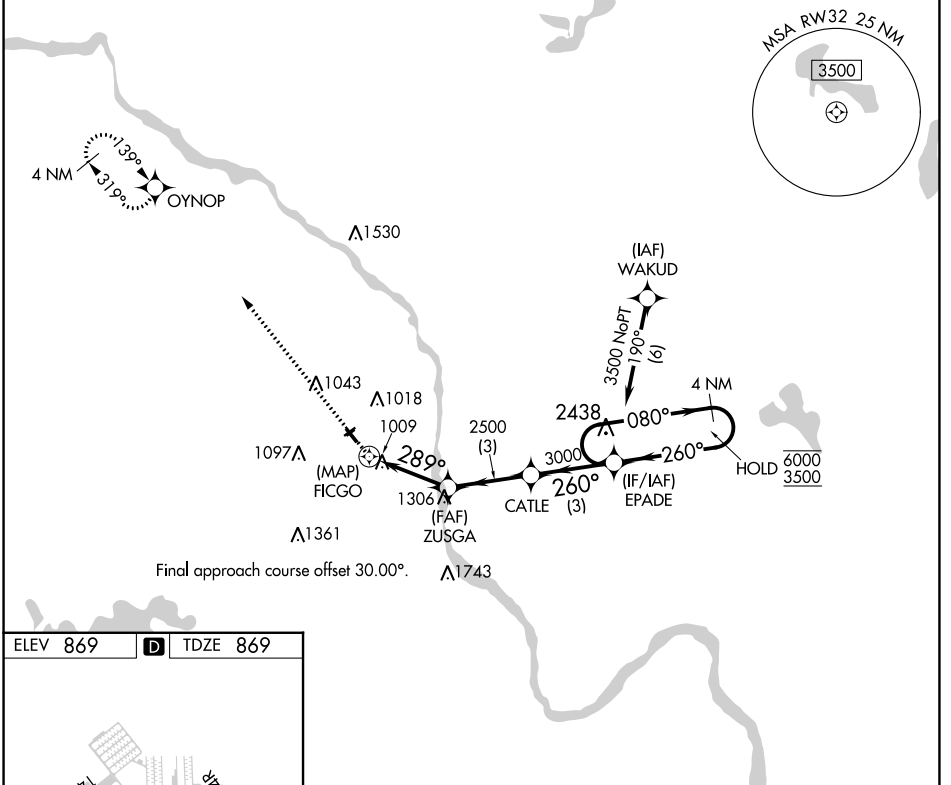 MSA RW32 25 NM
3500
4 NM
139°
319°
OYNOP
1530
(IAF)
WAKUD
3500 NoPT
190°
(6)
1043
1018
1009
1097
(MAP)
FICGO
289°
2500
(3)
2438
080°
4 NM
3000
260°
260°
(3)
HOLD
6000
3500
1306
(FAF)
ZUSGA
CATLE
(IF/IAF)
EPADE
1361
1743
Final approach course offset 30.00°.
ELEV 869
D
TDZE 869